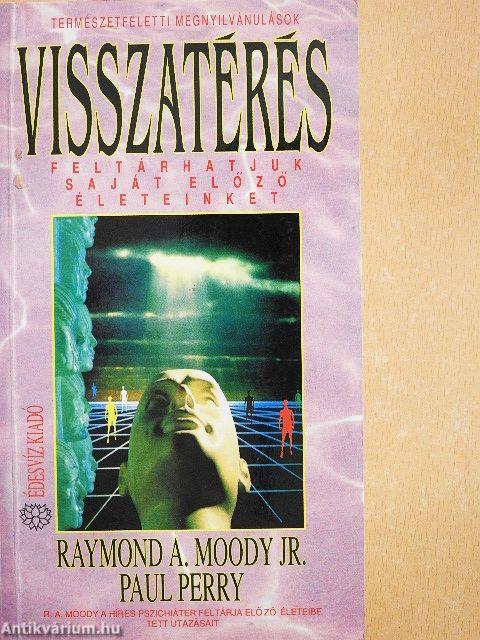 TERMÉSZETFELETTI MEGNYILVÁNULÁSOK
VISSZATÉRÉS
FELTÁRHATJUK
SAJÁT ELŐZŐ
ÉLETEINKET
ÉDESVÍZ KIADÓ
RAYMOND A. MOODY JR.
PAUL PERRY
R. A. MOODY A HÍRES PSZICHIÁTER FELTÁRJA ELŐZŐ ÉLETEIBE
TETT UTAZÁSAIT
Antikvárium.hu